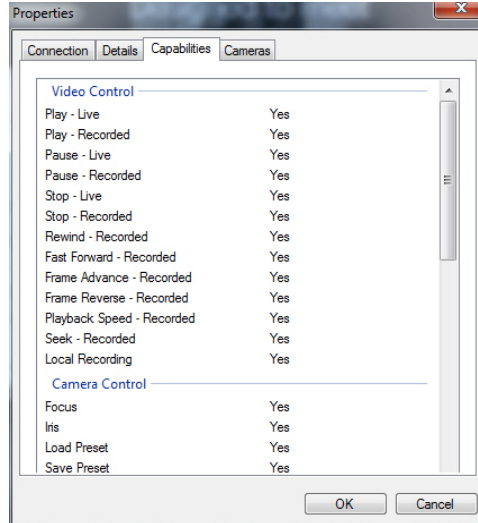 Properties
Connection Details Capabilities Cameras
Video Control
Play - Live Yes
Play - Recorded Yes
Pause - Live Yes
Pause - Recorded Yes
Stop - Live Yes
Stop - Recorded Yes
Rewind - Recorded Yes
Fast Forward - Recorded Yes
Frame Advance - Recorded Yes
Frame Reverse - Recorded Yes
Playback Speed - Recorded Yes
Seek - Recorded Yes
Local Recording Yes
Camera Control
Focus Yes
Iris Yes
Load Preset Yes
Save Preset Yes
OK Cancel